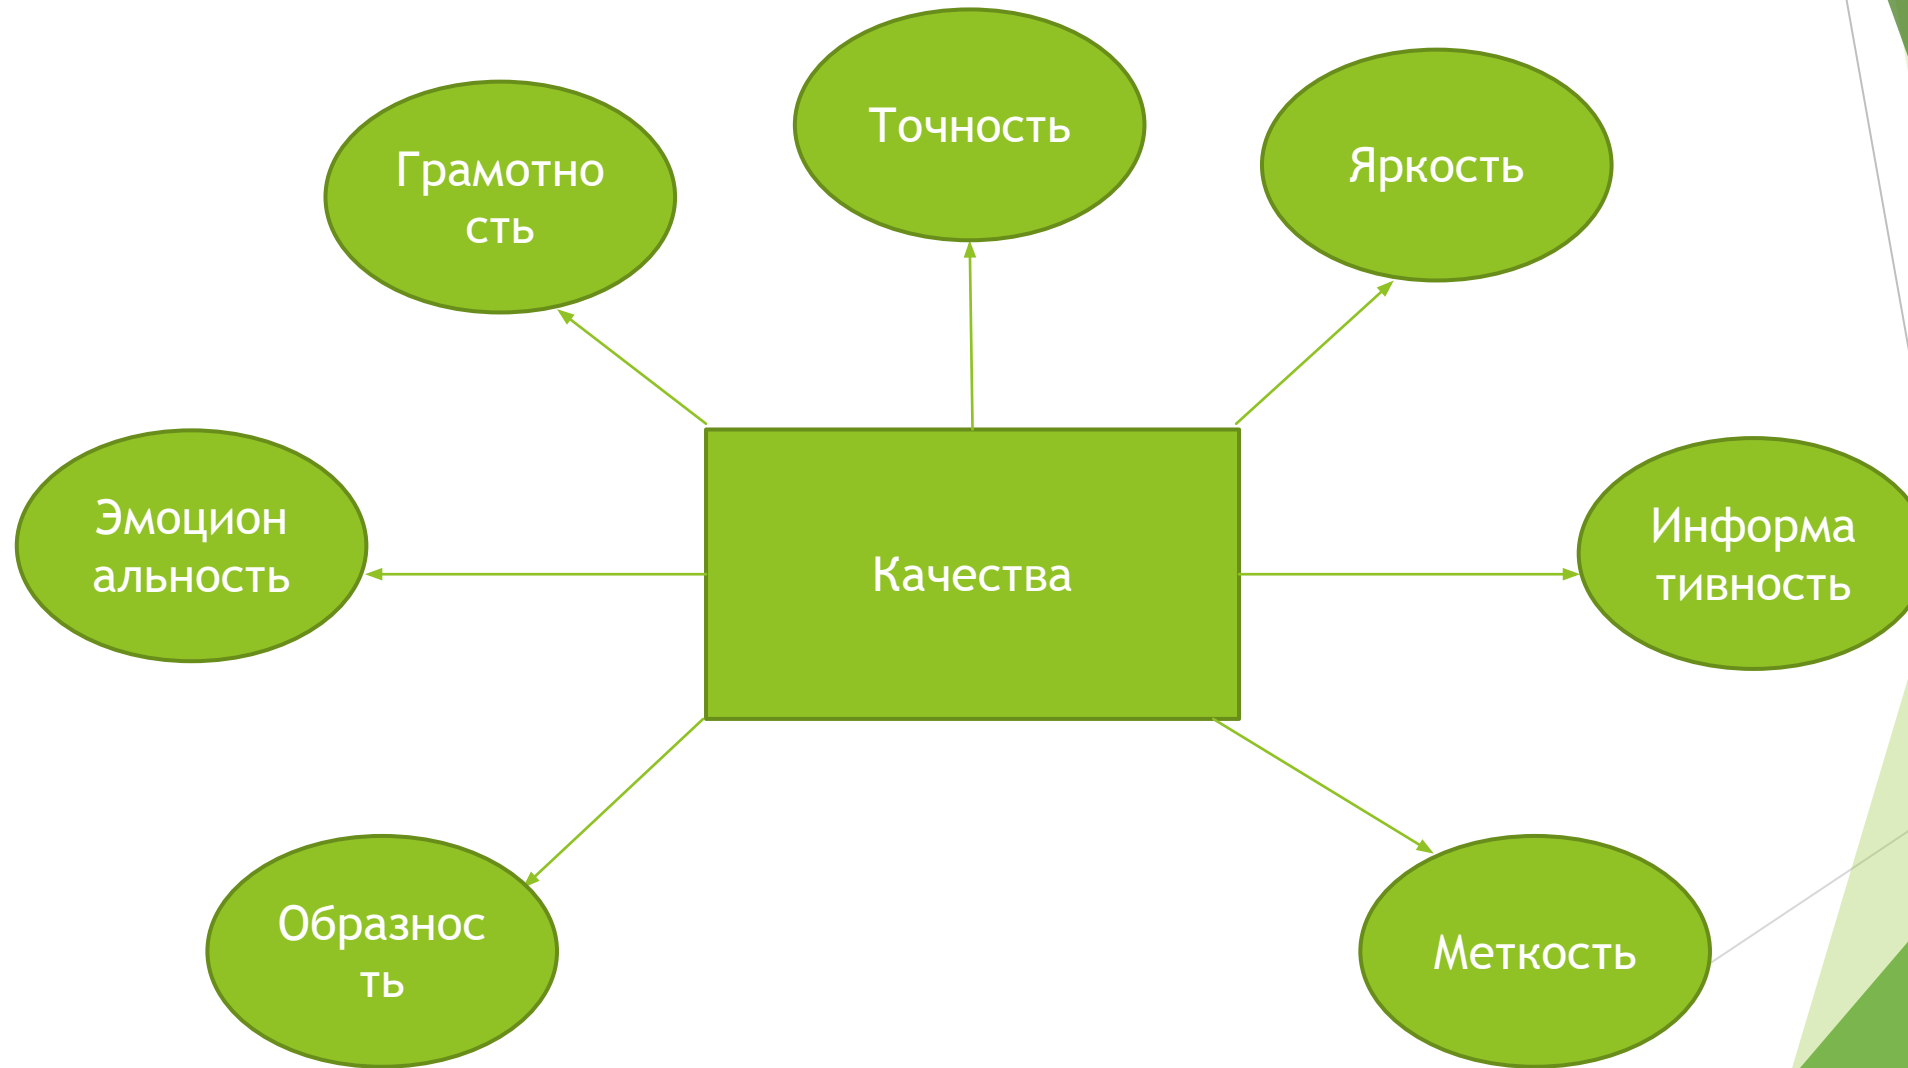 Точность
Яркость
Грамотно
сть
Эмоцион
альность
Качества
Информа
тивность
Образнос
ть
Меткость